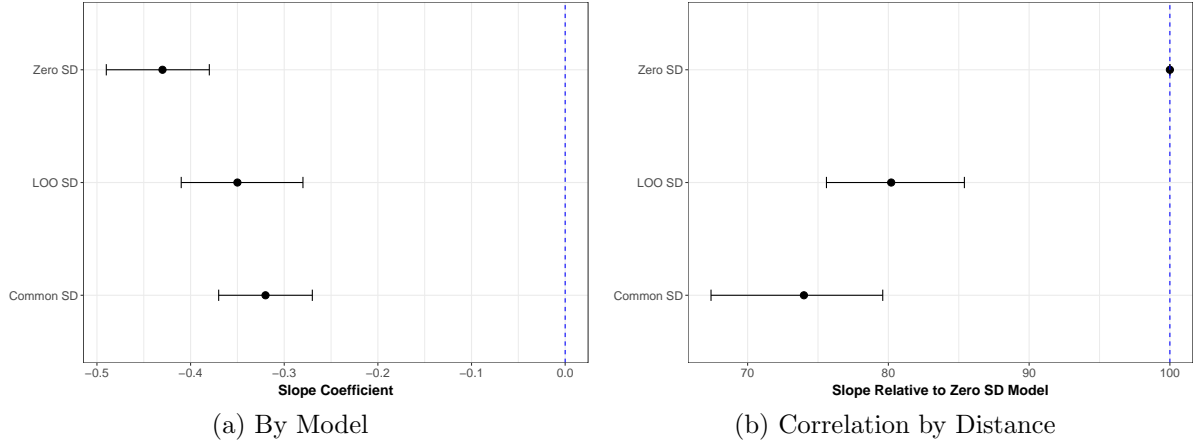 Zero SD
LOO SD
Common SD
−0.5 −0.4 −0.3 −0.2 −0.1 0.0
Slope Coefficient
(a) By Model
Zero SD
LOO SD
Common SD
70 80 90 100
Slope Relative to Zero SD Model
(b) Correlation by Distance